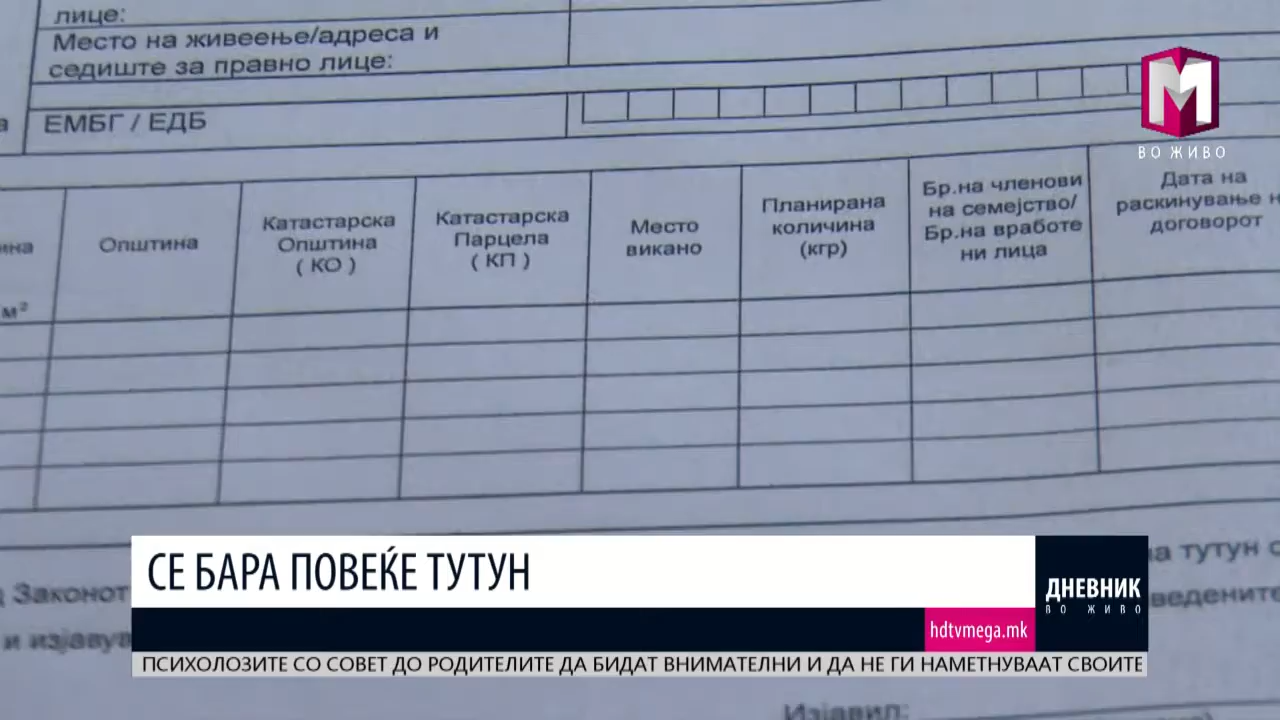 лице:
Место на живеење/адреса и
седиште за правно лице:
ЕМБГ / ЕДБ
ВО ЖИВО
м²
Општина
Катастарска
Општина
( КО )
Катастарска
Парцела
( КП )
Место
викано
Планирана
количина
(кгр)
Бр.на членови
на семејство/
Бр.на вработе
ни лица
Дата на
раскинување н
договорот
СЕ БАРА ПОВЕЌЕ ТУТУН
ДНЕВНИК
ВО ЖИВО
hdtvmega.mk
тутун
Законот
и изјаву
ведените
ПСИХОЛОЗИТЕ СО СОВЕТ ДО РОДИТЕЛИТЕ ДА БИДАТ ВНИМАТЕЛНИ И ДА НЕ ГИ НАМЕТНУВААТ СВОИТЕ
Изјавил: